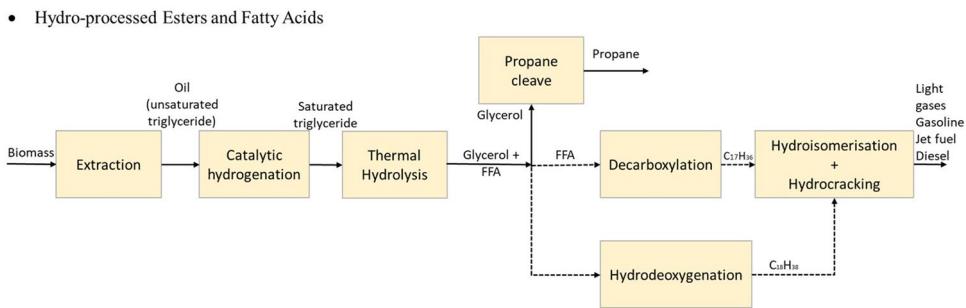 • Hydro-processed Esters and Fatty Acids
Propane
cleave
Propane
Oil
(unsaturated
triglyceride)
Saturated
triglyceride
Glycerol
Light
gases
Gasoline
Jet fuel
Diesel
Biomass
Extraction
Catalytic
hydrogenation
Thermal
Hydrolysis
Glycerol +
FFA
FFA
Decarboxylation
C₁₇H₃₆
Hydroisomerisation
+
Hydrocracking
Hydrodeoxygenation
C₁₈H₃₈